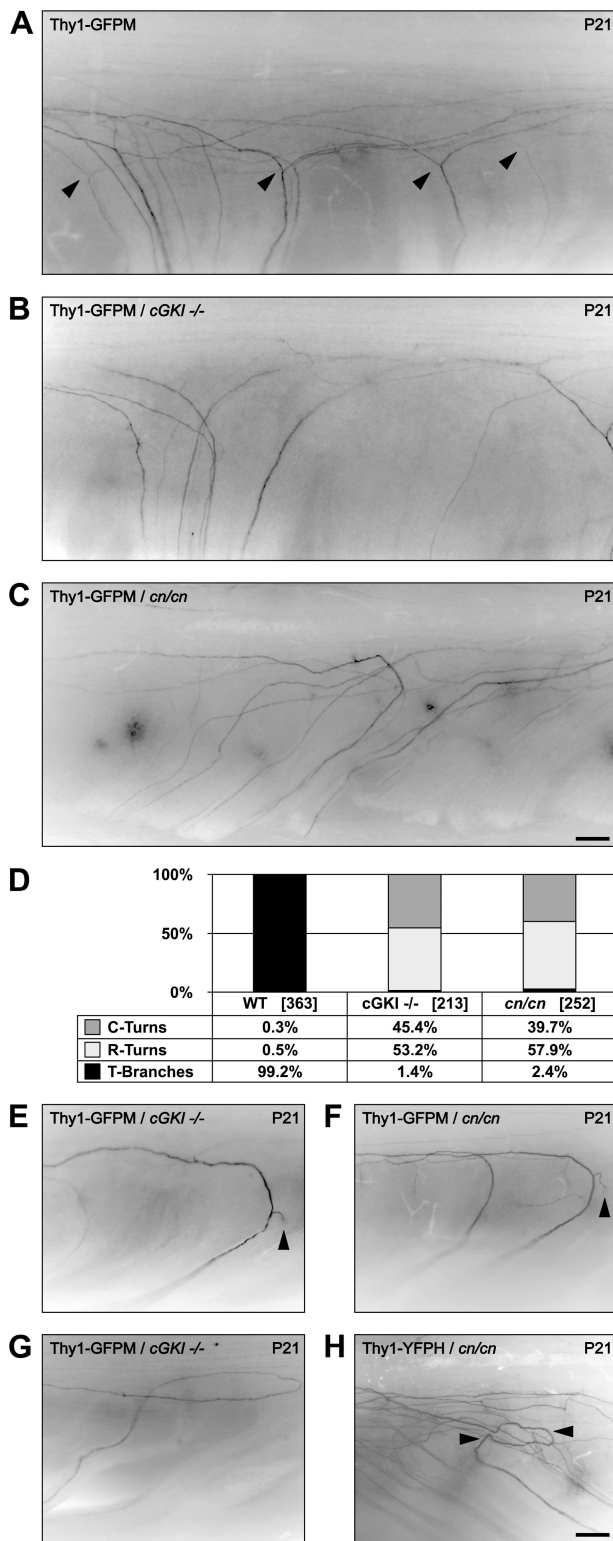 A Thy1-GFPM P21
B Thy1-GFPM / cGKI -/- P21
C Thy1-GFPM / cn/cn P21
D
100%
50%
0%
WT [363] cGKI -/- [213] cn/cn [252]
C-Turns 0.3% 45.4% 39.7%
R-Turns 0.5% 53.2% 57.9%
T-Branches 99.2% 1.4% 2.4%
E Thy1-GFPM / cGKI -/- P21
F Thy1-GFPM / cn/cn P21
G Thy1-GFPM / cGKI -/- P21
H Thy1-YFPH / cn/cn P21